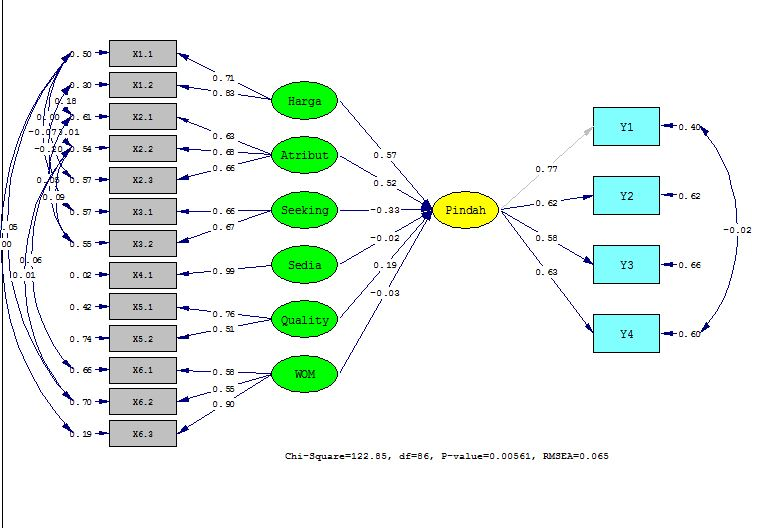 0.50 X1.1
0.30 X1.2
0.61 X2.1
0.54 X2.2
0.57 X2.3
0.57 X3.1
0.55 X3.2
0.02 X4.1
0.42 X5.1
0.74 X5.2
0.66 X6.1
0.70 X6.2
0.19 X6.3
0.18
0.09
0.06
0.01
0.71
0.83
0.63
0.68
0.66
0.66
0.67
0.99
0.76
0.51
0.58
0.55
0.90
Harga
Atribut
Seeking
Sedia
Quality
WOM
0.57
0.52
-0.33
-0.02
0.19
-0.03
Pindah
0.77
0.62
0.58
0.63
Y1 0.40
Y2 0.62
Y3 0.66
Y4 0.60
-0.02
Chi-Square=122.85, df=86, P-value=0.00561, RMSEA=0.065